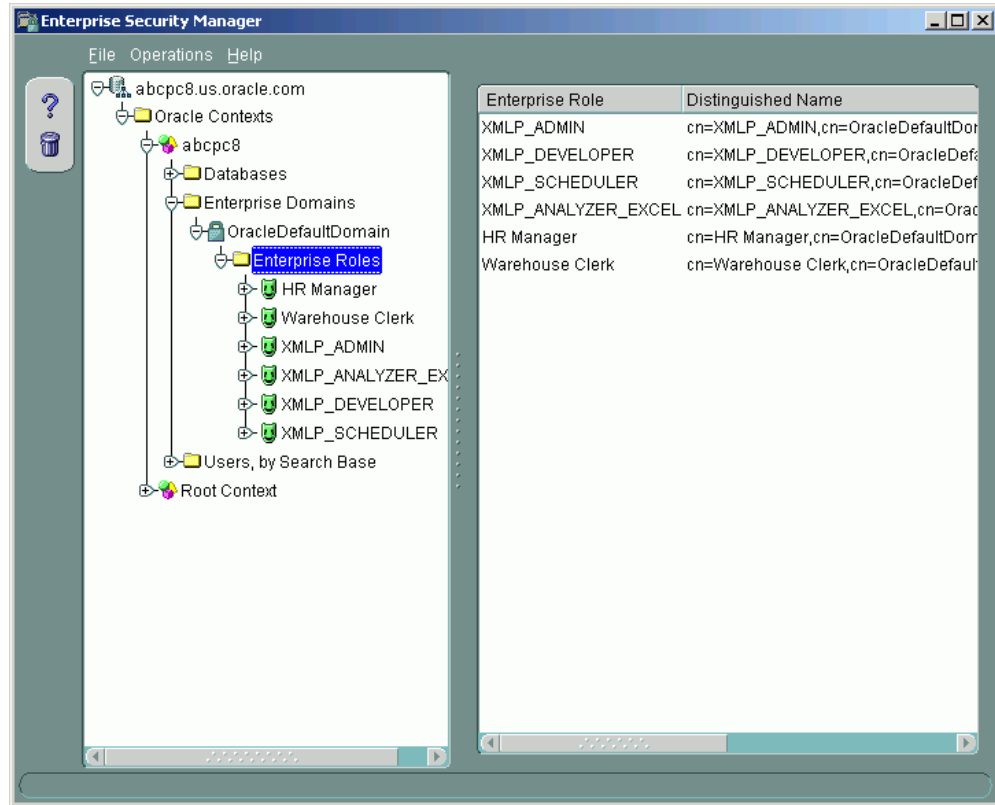 Enterprise Security Manager
File Operations Help
abcpc8.us.oracle.com
Oracle Contexts
abcpc8
Databases
Enterprise Domains
OracleDefaultDomain
Enterprise Roles
HR Manager
Warehouse Clerk
XMLP_ADMIN
XMLP_ANALYZER_EX
XMLP_DEVELOPER
XMLP_SCHEDULER
Users, by Search Base
Root Context
Enterprise Role Distinguished Name
XMLP_ADMIN cn=XMLP_ADMIN,cn=OracleDefaultDor
XMLP_DEVELOPER cn=XMLP_DEVELOPER,cn=OracleDefa
XMLP_SCHEDULER cn=XMLP_SCHEDULER,cn=OracleDef
XMLP_ANALYZER_EXCEL cn=XMLP_ANALYZER_EXCEL,cn=Orac
HR Manager cn=HR Manager,cn=OracleDefaultDom
Warehouse Clerk cn=Warehouse Clerk,cn=OracleDefault